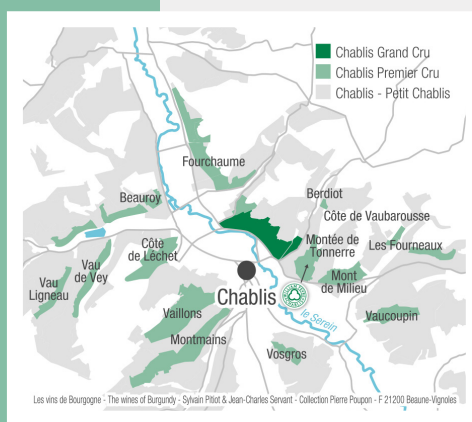 Chablis Grand Cru
Chablis Premier Cru
Chablis - Petit Chablis
Fourchaume
Beauroy
Berdiot
Côte de Vaubarousse
Montée de
Tonnerre
Les Fourneaux
Côte
de Léchet
Vau
de Vey
Vau
Ligneau
Mont
de Milieu
Chablis
le Serein
Vaillons
Vaucoupin
Montmains
Vosgros
Les vins de Bourgogne - The wines of Burgundy - Sylvain Pitiot & Jean-Charles Servant - Collection Pierre Poupon - F 21200 Beaune-Vignoles